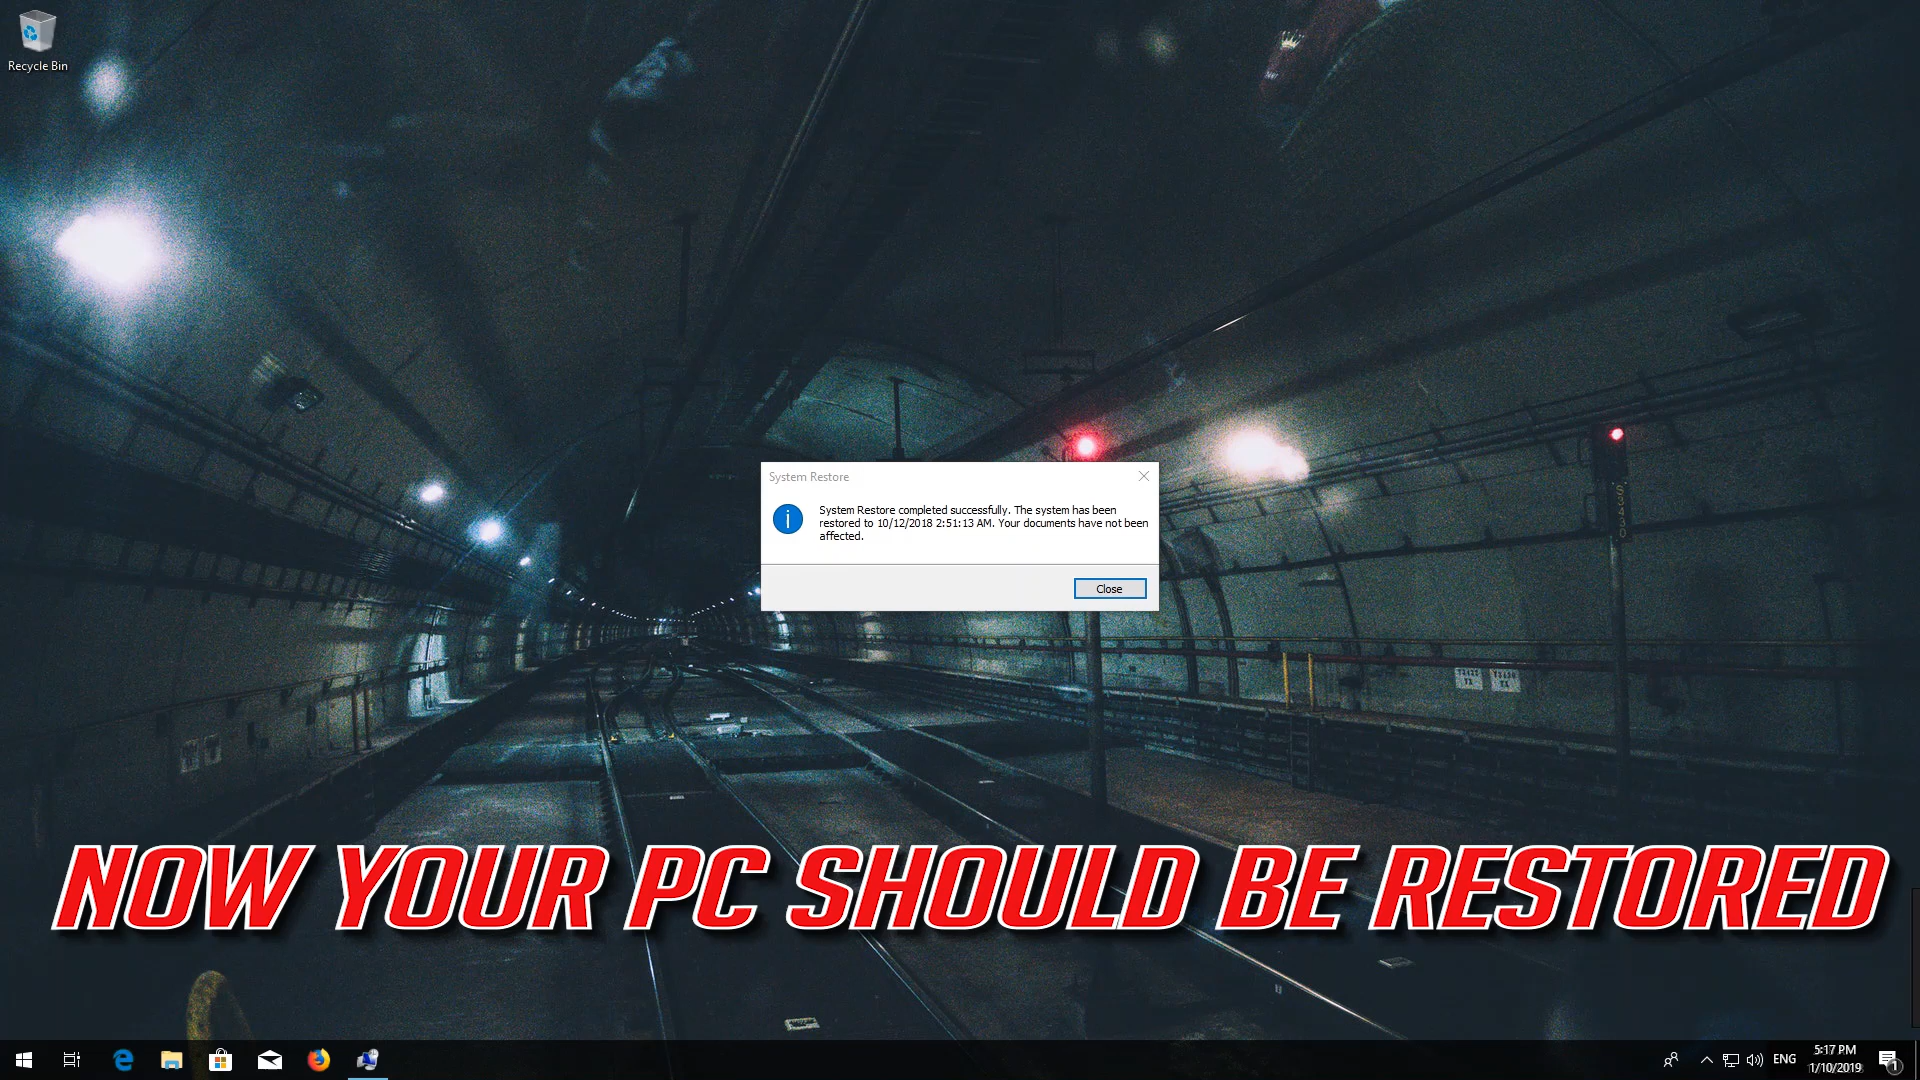 Recycle Bin
System Restore
System Restore completed successfully. The system has been
restored to 10/12/2018 2:51:13 AM. Your documents have not been
affected.
Close
S3430
NOW YOUR PC SHOULD BE RESTORED
ENG
5:17 PM
1/10/2019
1